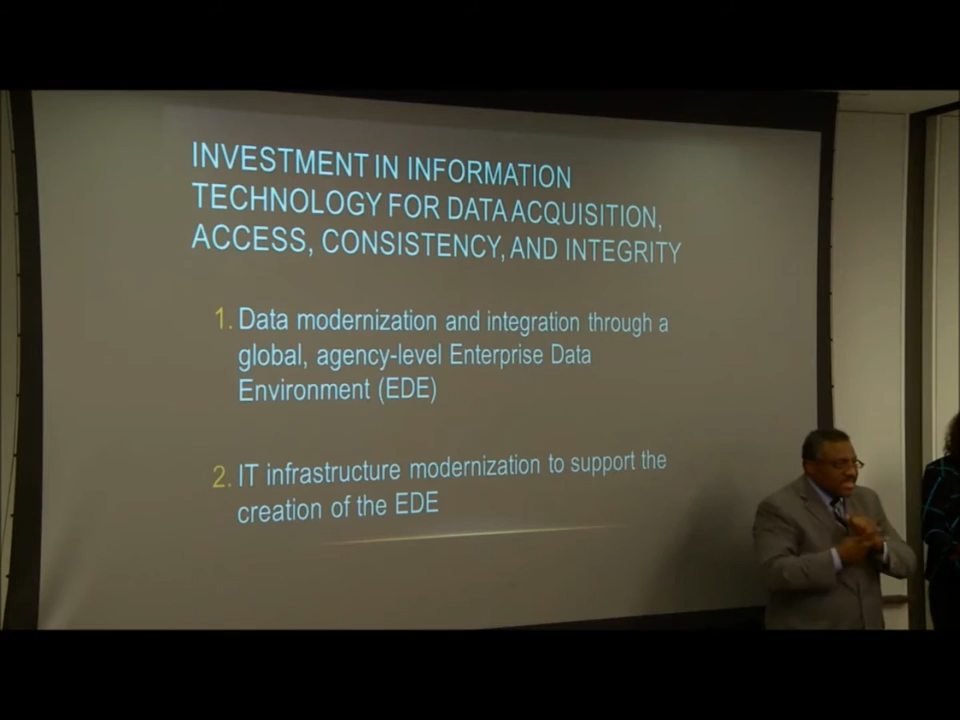 INVESTMENT IN INFORMATION
TECHNOLOGY FOR DATA ACQUISITION,
ACCESS, CONSISTENCY, AND INTEGRITY
1. Data modernization and integration through a
global, agency-level Enterprise Data
Environment (EDE)
2. IT infrastructure modernization to support the
creation of the EDE